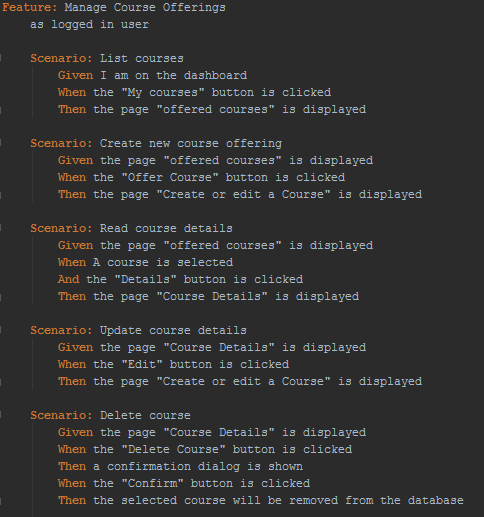 Feature: Manage Course Offerings
as logged in user
Scenario: List courses
Given I am on the dashboard
When the "My courses" button is clicked
Then the page "offered courses" is displayed
Scenario: Create new course offering
Given the page "offered courses" is displayed
When the "Offer Course" button is clicked
Then the page "Create or edit a Course" is displayed
Scenario: Read course details
Given the page "offered courses" is displayed
When A course is selected
And the "Details" button is clicked
Then the page "Course Details" is displayed
Scenario: Update course details
Given the page "Course Details" is displayed
When the "Edit" button is clicked
Then the page "Create or edit a Course" is displayed
Scenario: Delete course
Given the page "Course Details" is displayed
When the "Delete Course" button is clicked
Then a confirmation dialog is shown
When the "Confirm" button is clicked
Then the selected course will be removed from the database